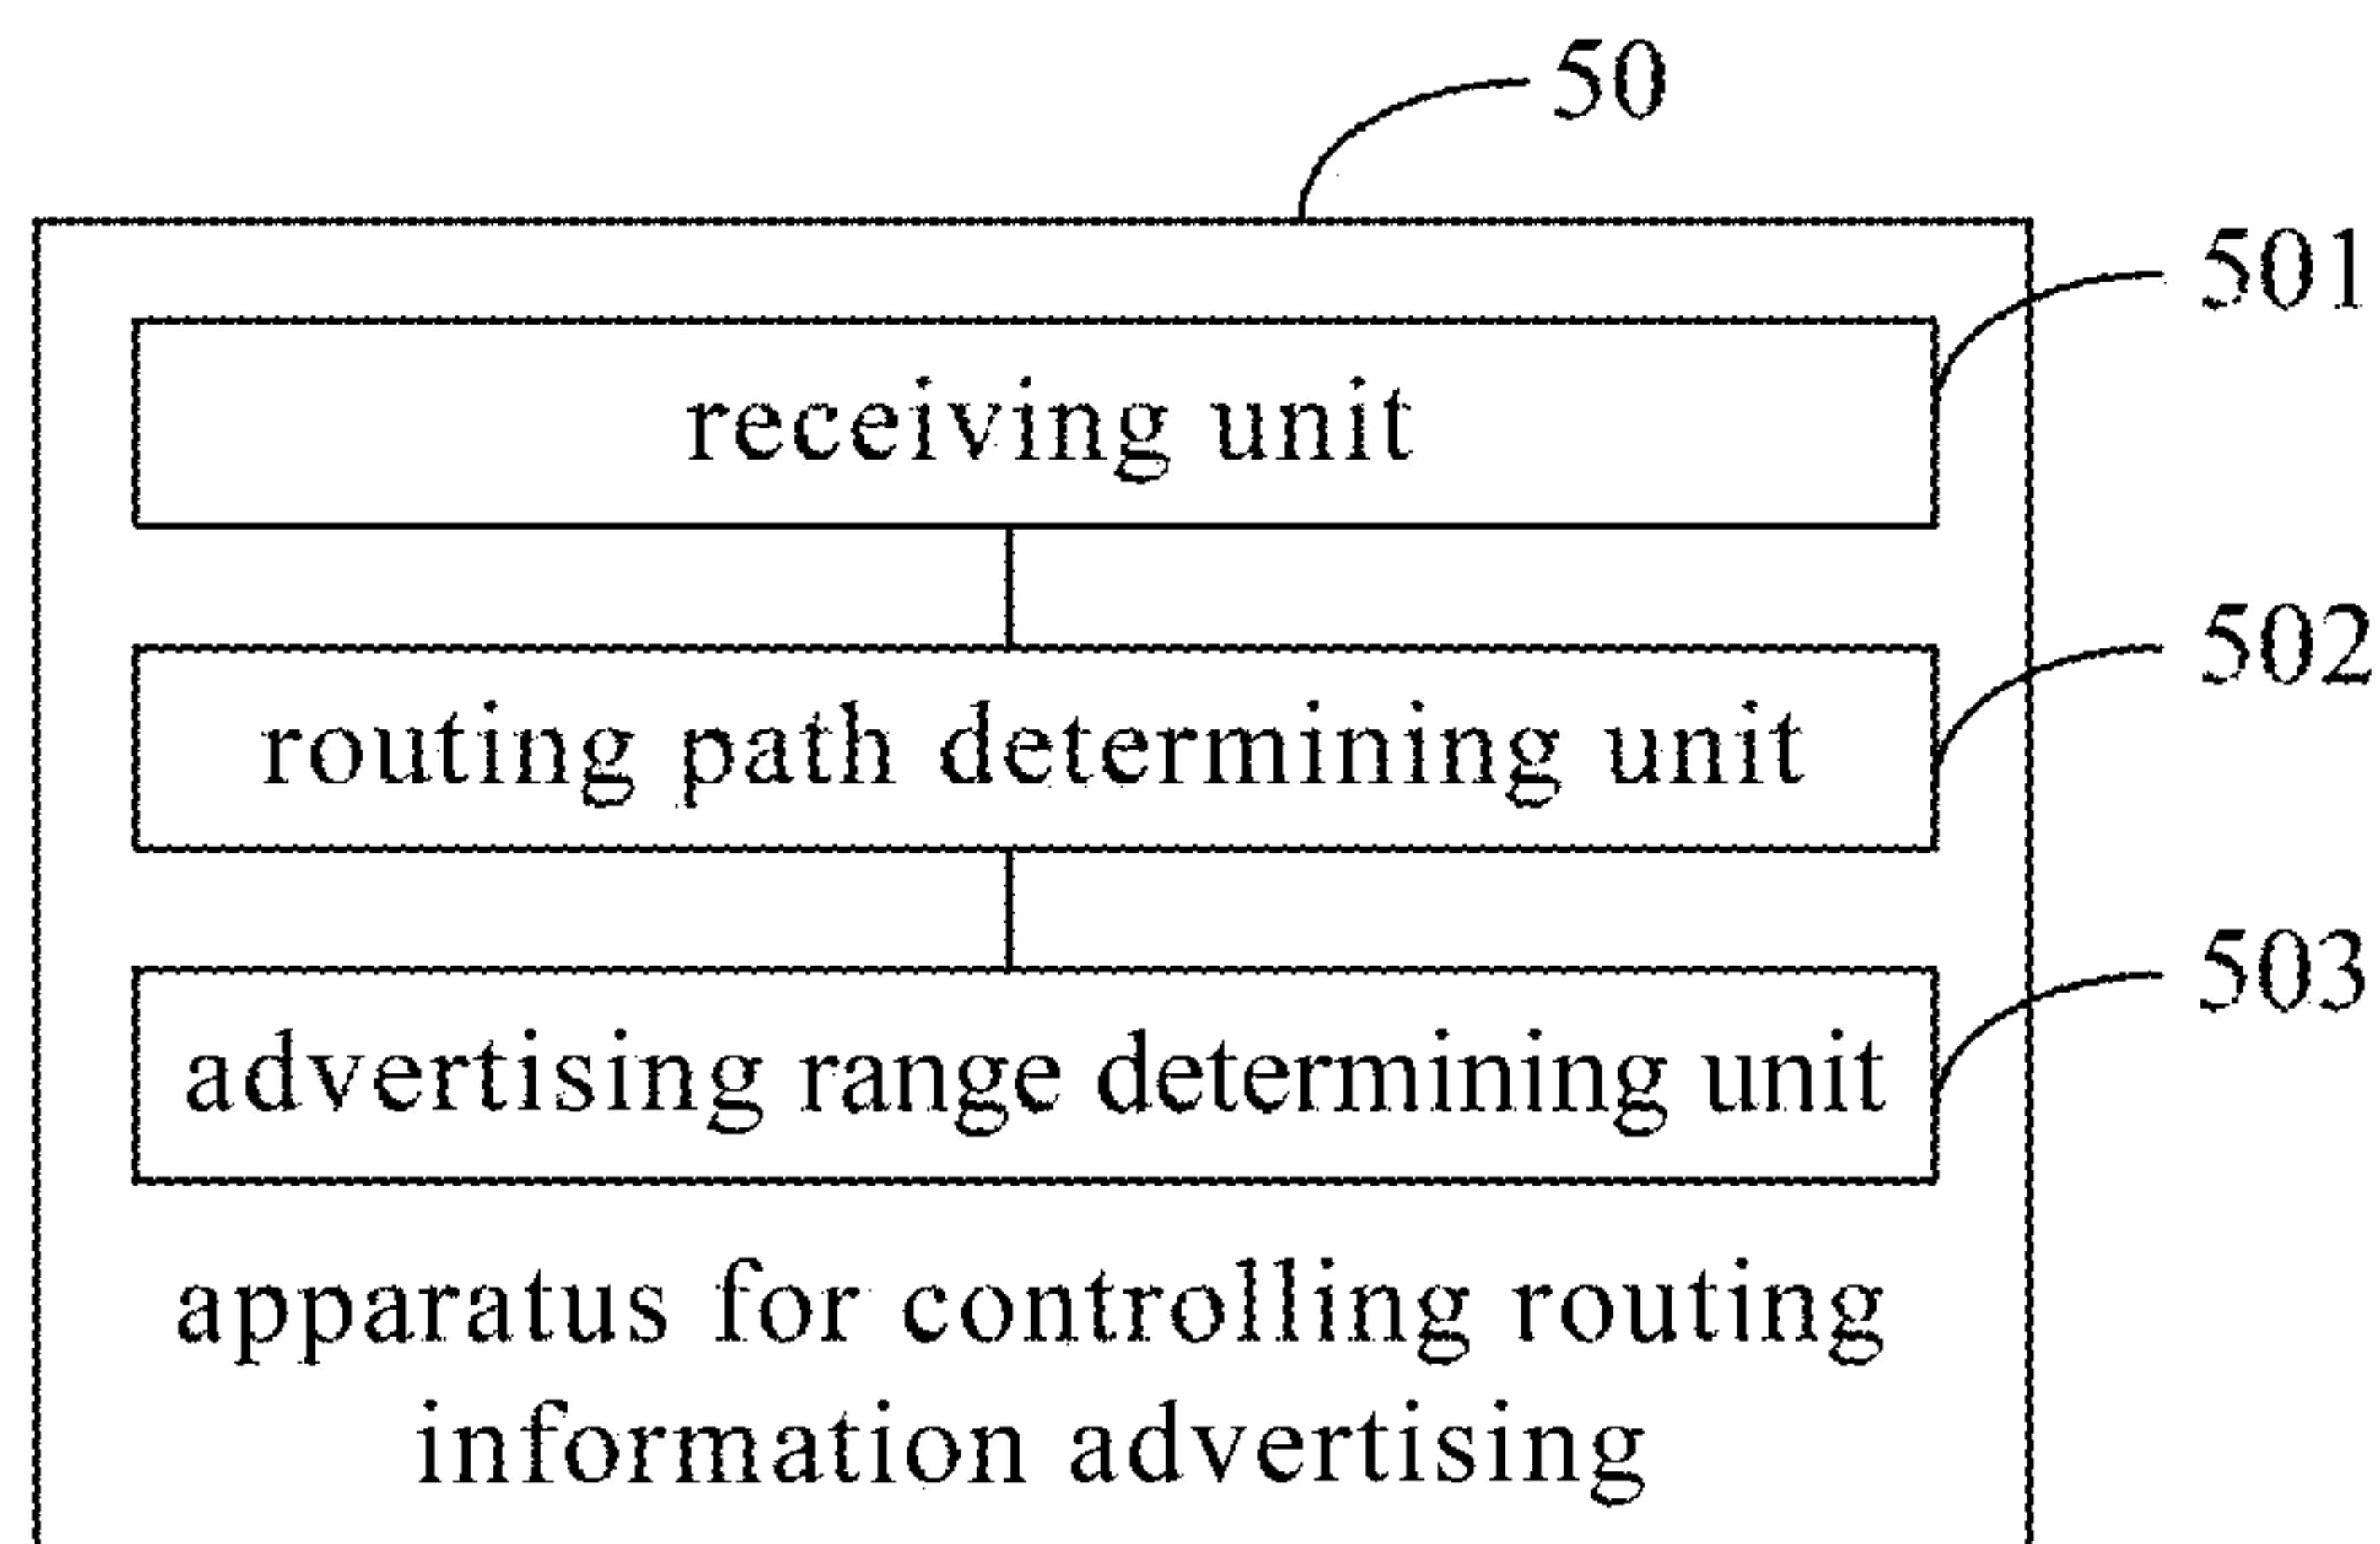 50
501
receiving unit
502
routing path determining unit
503
advertising range determining unit
apparatus for controlling routing
information advertising